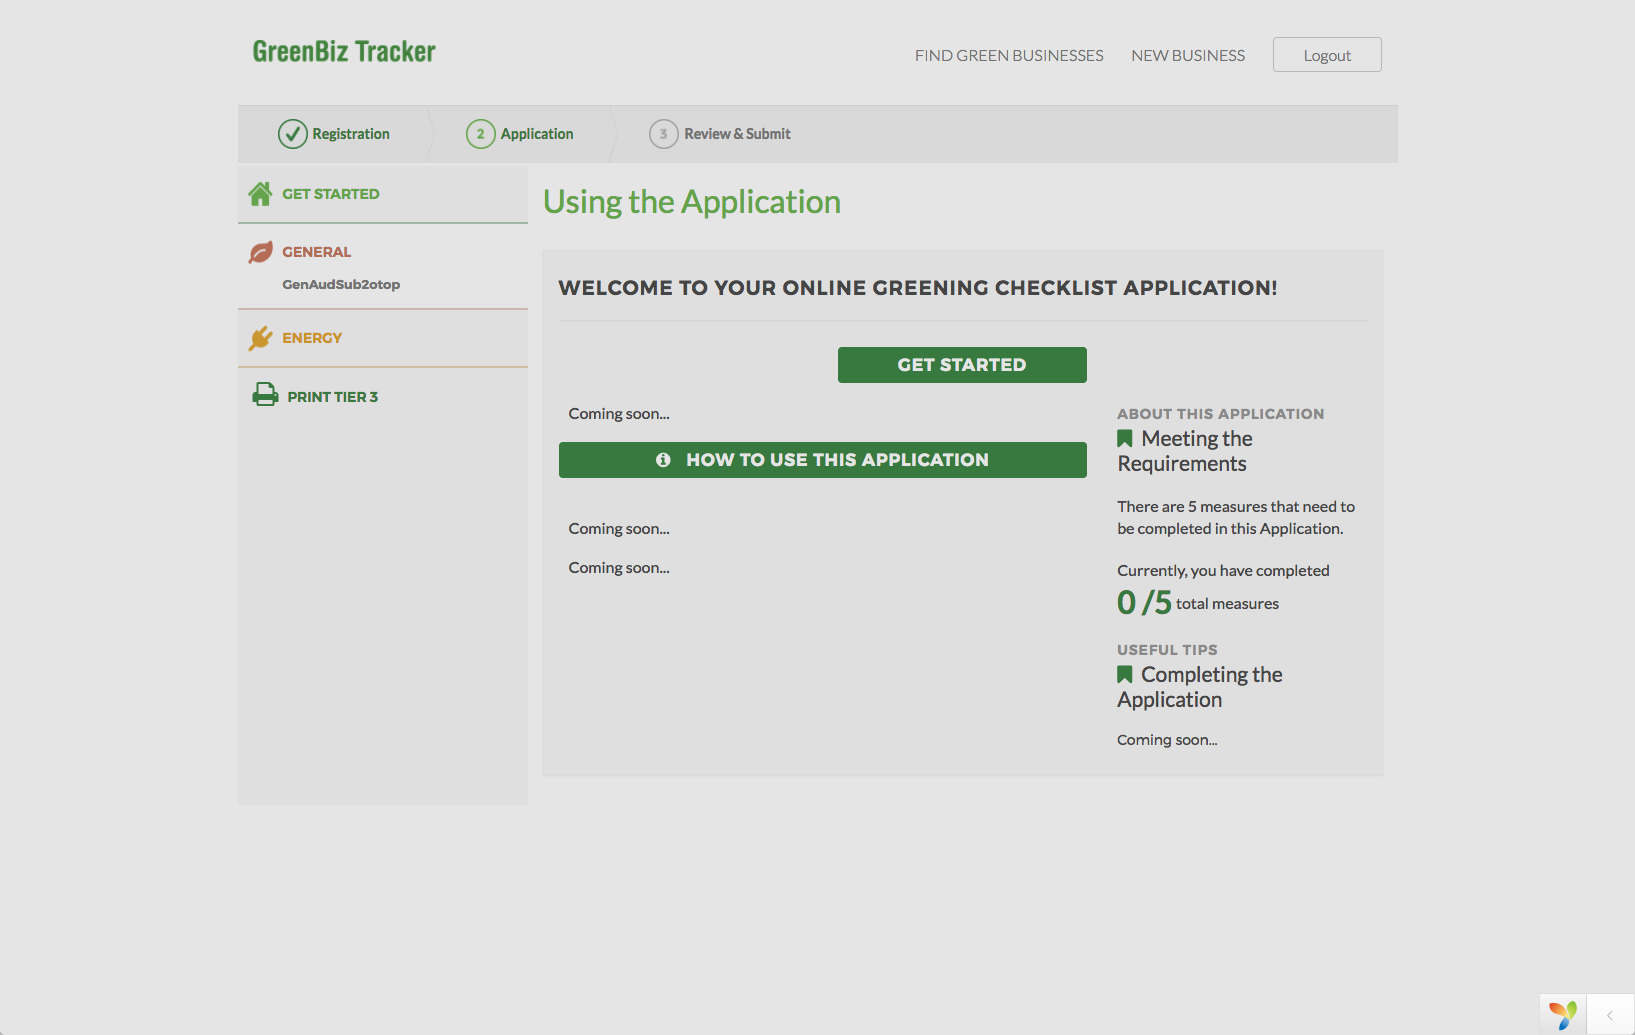 GreenBiz Tracker
FIND GREEN BUSINESSES
NEW BUSINESS
Logout
Registration
2 Application
3 Review & Submit
GET STARTED
GENERAL
GenAudSub2otop
ENERGY
PRINT TIER 3
Using the Application
WELCOME TO YOUR ONLINE GREENING CHECKLIST APPLICATION!
GET STARTED
Coming soon...
HOW TO USE THIS APPLICATION
Coming soon...
Coming soon...
ABOUT THIS APPLICATION
Meeting the
Requirements
There are 5 measures that need to
be completed in this Application.
Currently, you have completed
0 /5 total measures
USEFUL TIPS
Completing the
Application
Coming soon...